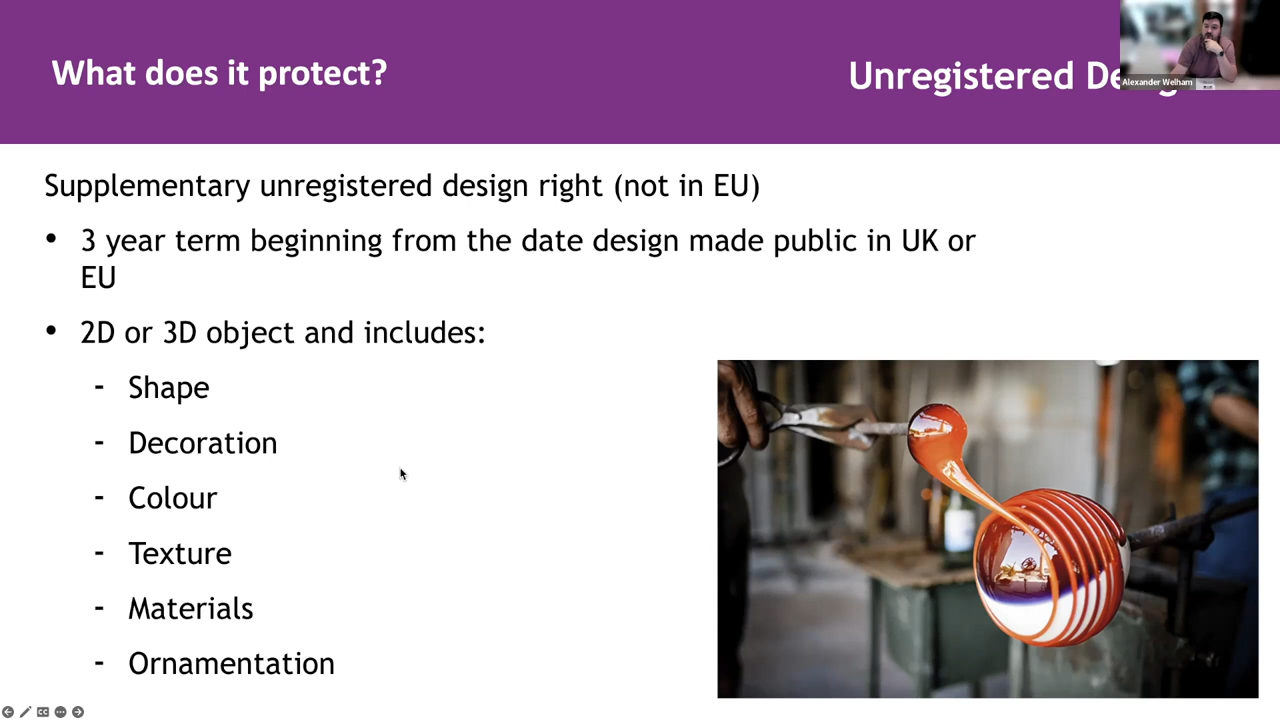 What does it protect?
Unregistered
Alexander Welham
Supplementary unregistered design right (not in EU)
• 3 year term beginning from the date design made public in UK or
EU
• 2D or 3D object and includes:
- Shape
- Decoration
- Colour
- Texture
- Materials
- Ornamentation